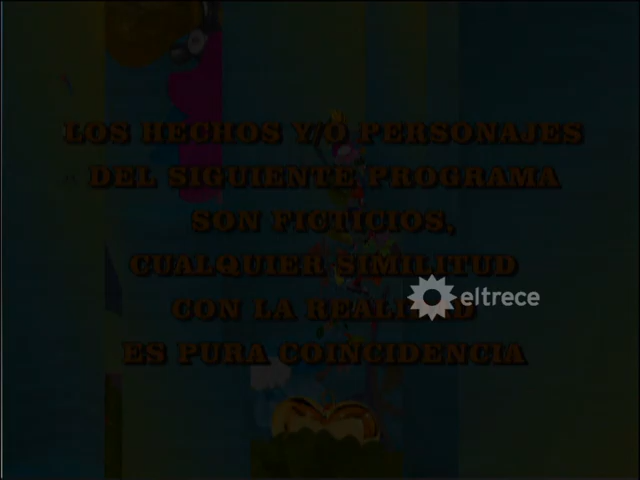 LOS HECHOS Y/O PERSONAJES
DEL SIGUIENTE PROGRAMA
SON FICTICIOS,
CUALQUIER SIMILITUD
CON LA REALIDAD
ES PURA COINCIDENCIA
eltrece